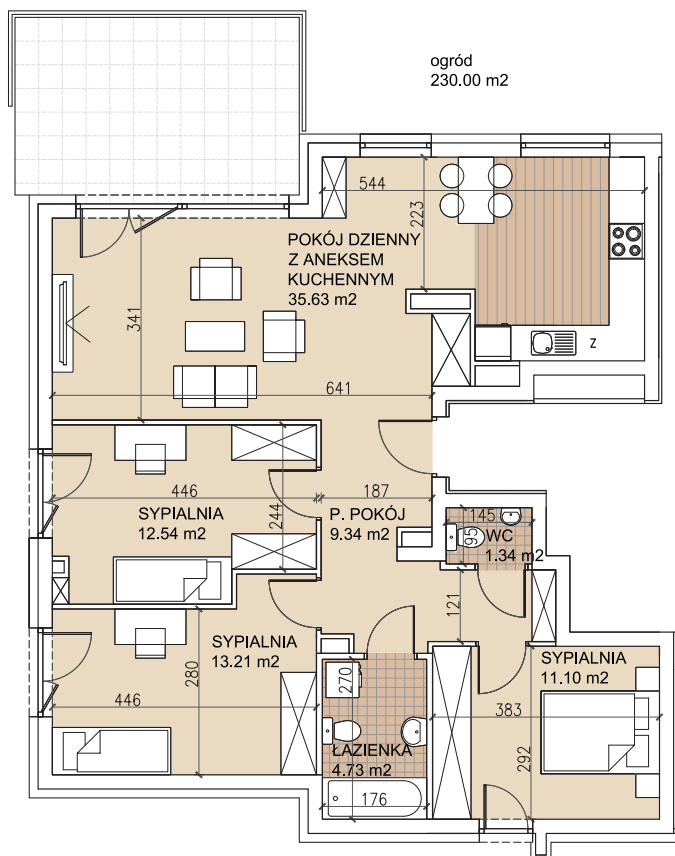 ogród
230.00 m2
544
223
POKÓJ DZIENNY
Z ANEKSEM
KUCHENNYM
35.63 m2
341
Z
641
446
187
244
SYPIALNIA
12.54 m2
P. POKÓJ
9.34 m2
145
95
WC
1.34 m2
121
SYPIALNIA
13.21 m2
280
446
270
SYPIALNIA
11.10 m2
383
292
ŁAZIENKA
4.73 m2
176